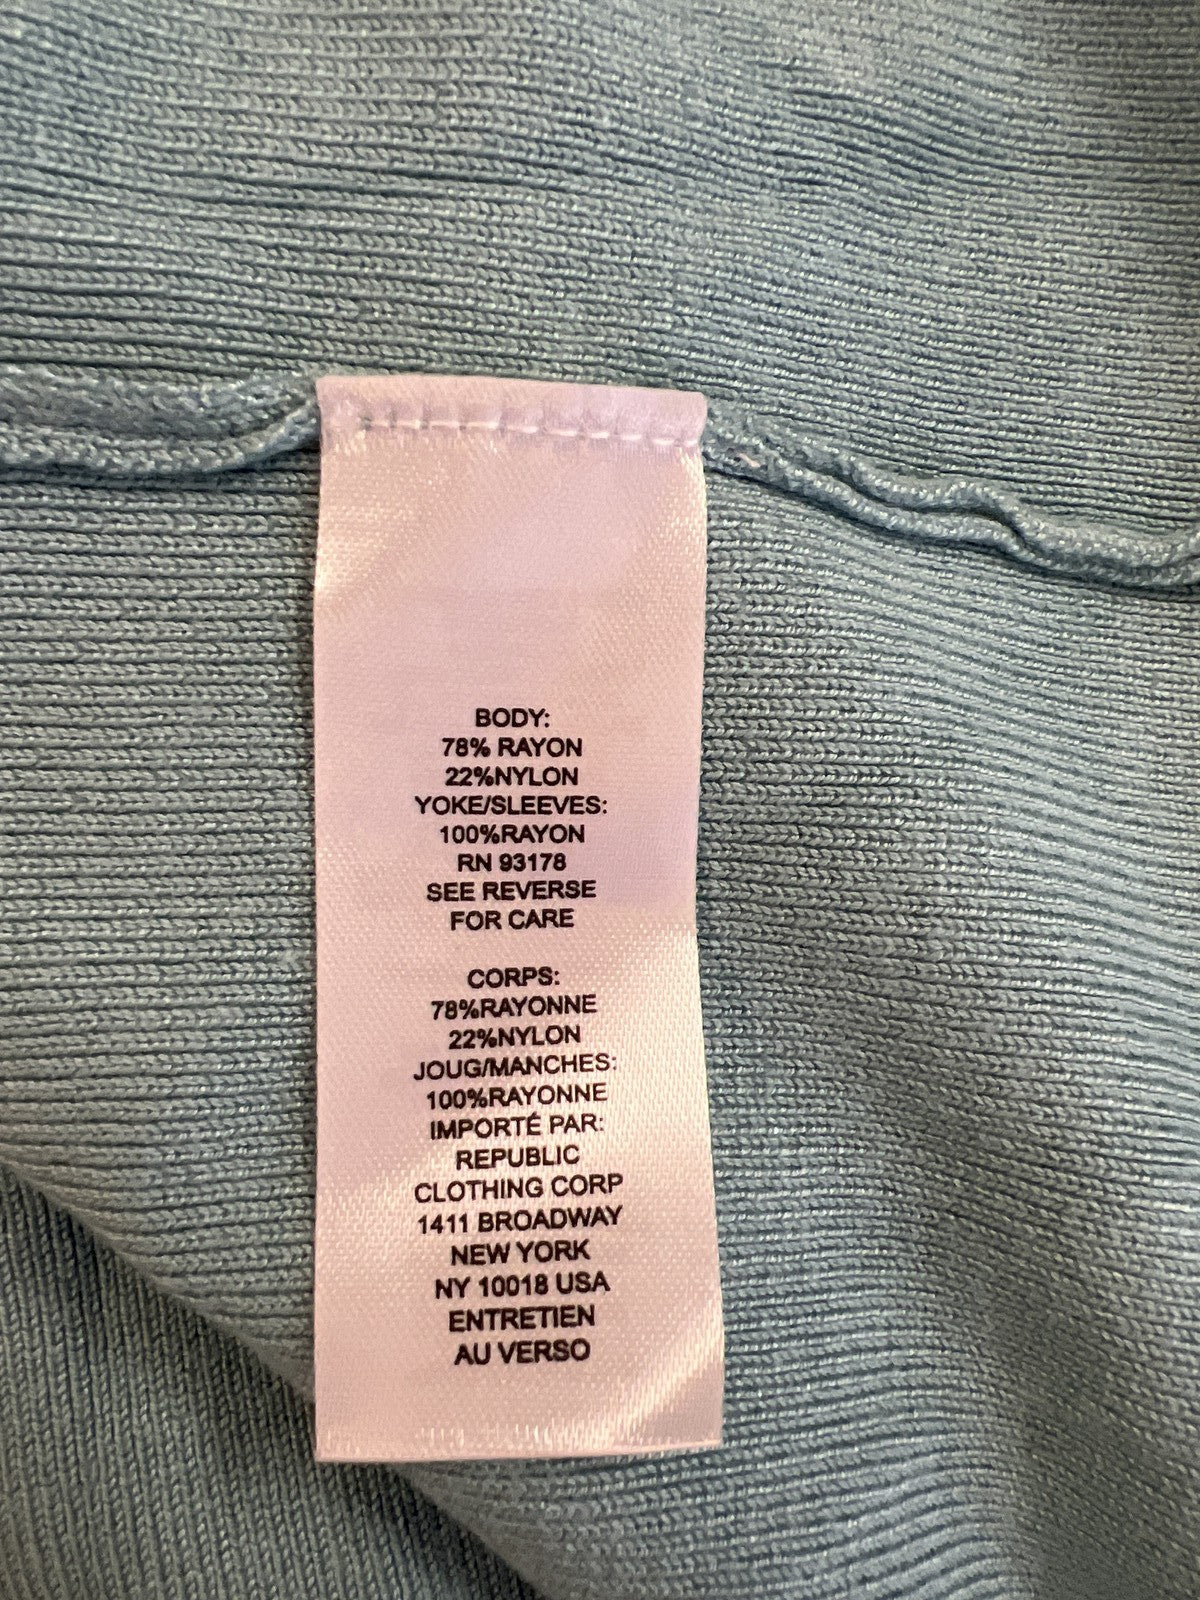 BODY:
78% RAYON
22%NYLON
YOKE/SLEEVES:
100%RAYON
RN 93178
SEE REVERSE
FOR CARE
CORPS:
78%RAYONNE
22%NYLON
JOUG/MANCHES:
100%RAYONNE
IMPORTÉ PAR:
REPUBLIC
CLOTHING CORP
1411 BROADWAY
NEW YORK
NY 10018 USA
ENTRETIEN
AU VERSO